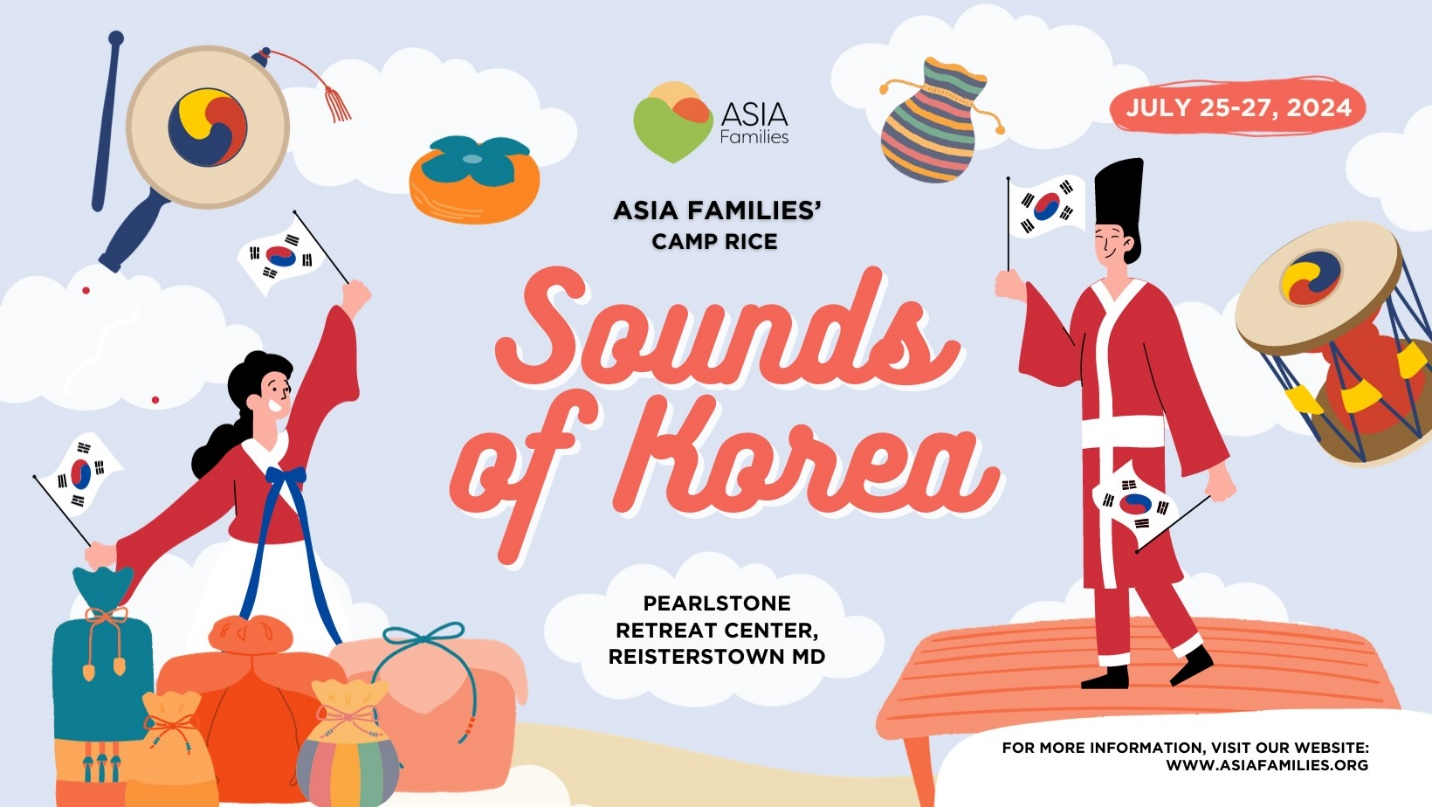 ASIA
Families
JULY 25-27, 2024
ASIA FAMILIES’
CAMP RICE
Sounds
of Korea
PEARLSTONE
RETREAT CENTER,
REISTERSTOWN MD
FOR MORE INFORMATION, VISIT OUR WEBSITE:
WWW.ASIAFAMILIES.ORG